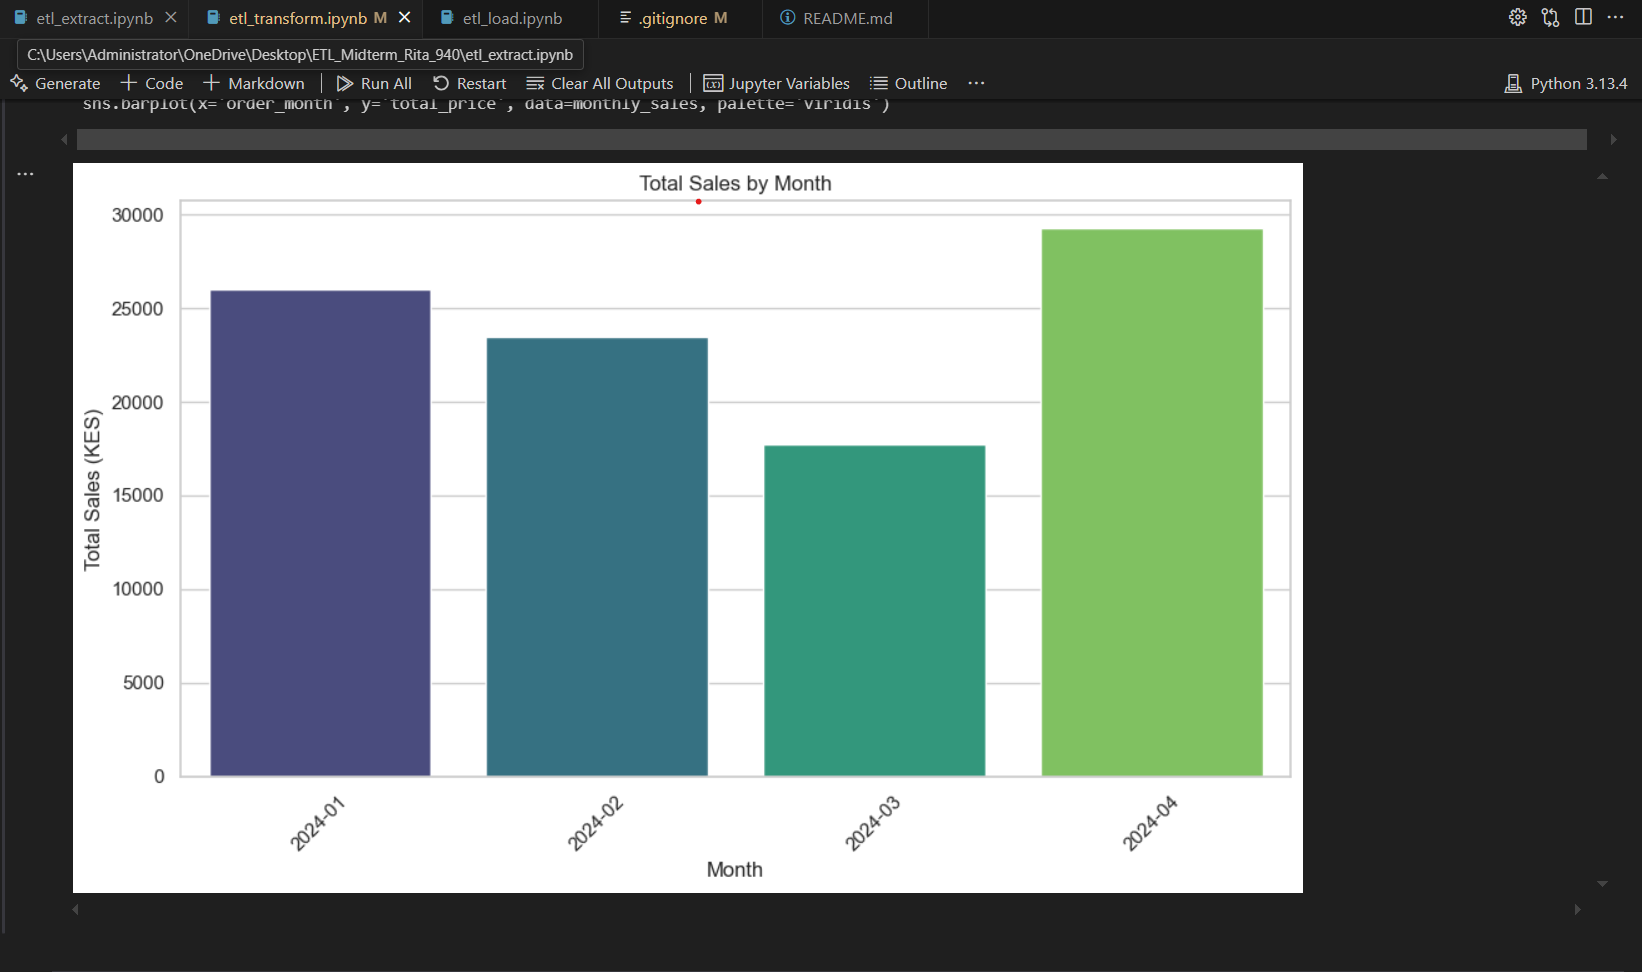 etl_extract.ipynb etl_transform.ipynb M etl_load.ipynb .gitignore M README.md
C:\Users\Administrator\OneDrive\Desktop\ETL_Midterm_Rita_940\etl_extract.ipynb
Generate Code Markdown Run All Restart Clear All Outputs Jupyter Variables Outline ... Python 3.13.4
sns.barplot(x='order_month', y='total_price', data=monthly_sales, palette='viridis')
Total Sales by Month
30000
25000
20000
15000
10000
5000
0
Total Sales (KES)
2024-01 2024-02 2024-03 2024-04
Month